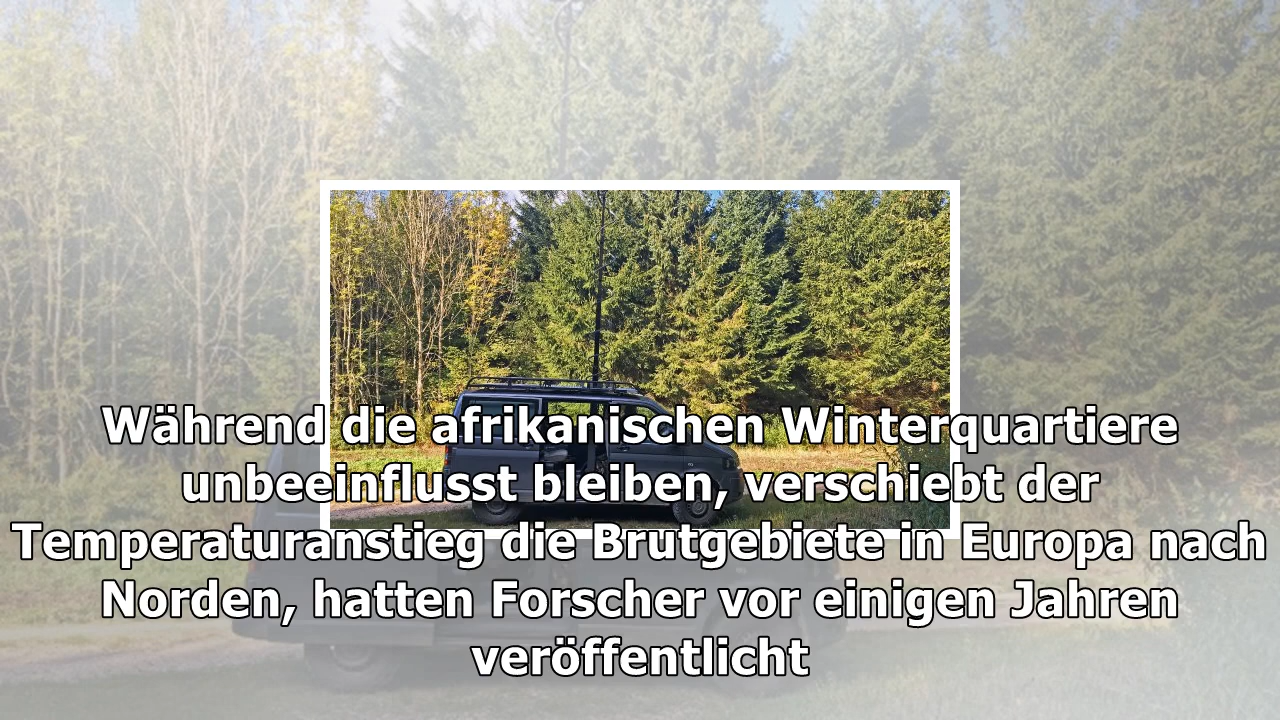 Während die afrikanischen Winterquartiere
unbeeinflusst bleiben, verschiebt der
Temperaturanstieg die Brutgebiete in Europa nach
Norden, hatten Forscher vor einigen Jahren
veröffentlicht